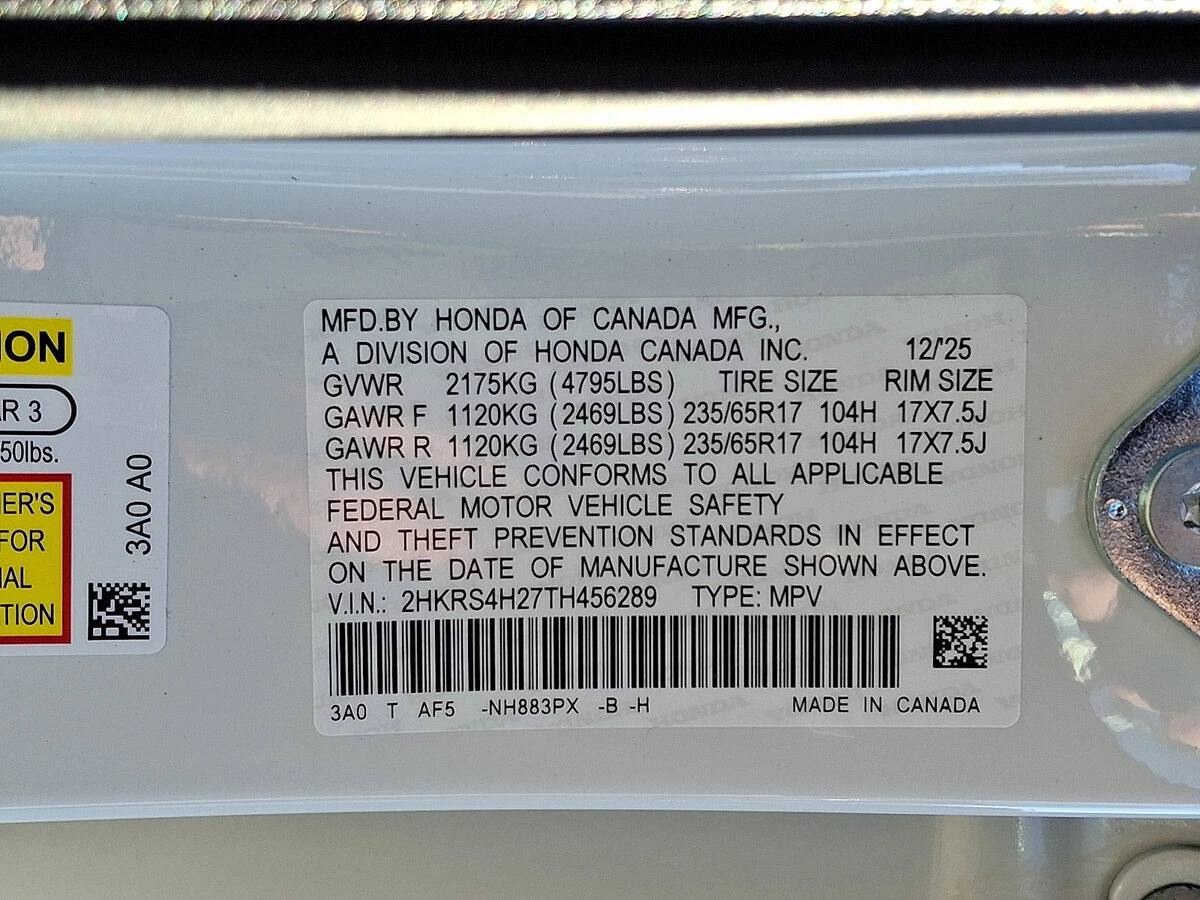 ION
AR 3
50lbs.
ER'S
FOR
IAL
TION
3A0 A0
MFD.BY HONDA OF CANADA MFG.,
A DIVISION OF HONDA CANADA INC. 12/'25
GVWR 2175KG (4795LBS) TIRE SIZE RIM SIZE
GAWR F 1120KG (2469LBS) 235/65R17 104H 17X7.5J
GAWR R 1120KG (2469LBS) 235/65R17 104H 17X7.5J
THIS VEHICLE CONFORMS TO ALL APPLICABLE
FEDERAL MOTOR VEHICLE SAFETY
AND THEFT PREVENTION STANDARDS IN EFFECT
ON THE DATE OF MANUFACTURE SHOWN ABOVE.
V.I.N.: 2HKRS4H27TH456289 TYPE: MPV
3A0 T AF5 -NH883PX -B -H MADE IN CANADA